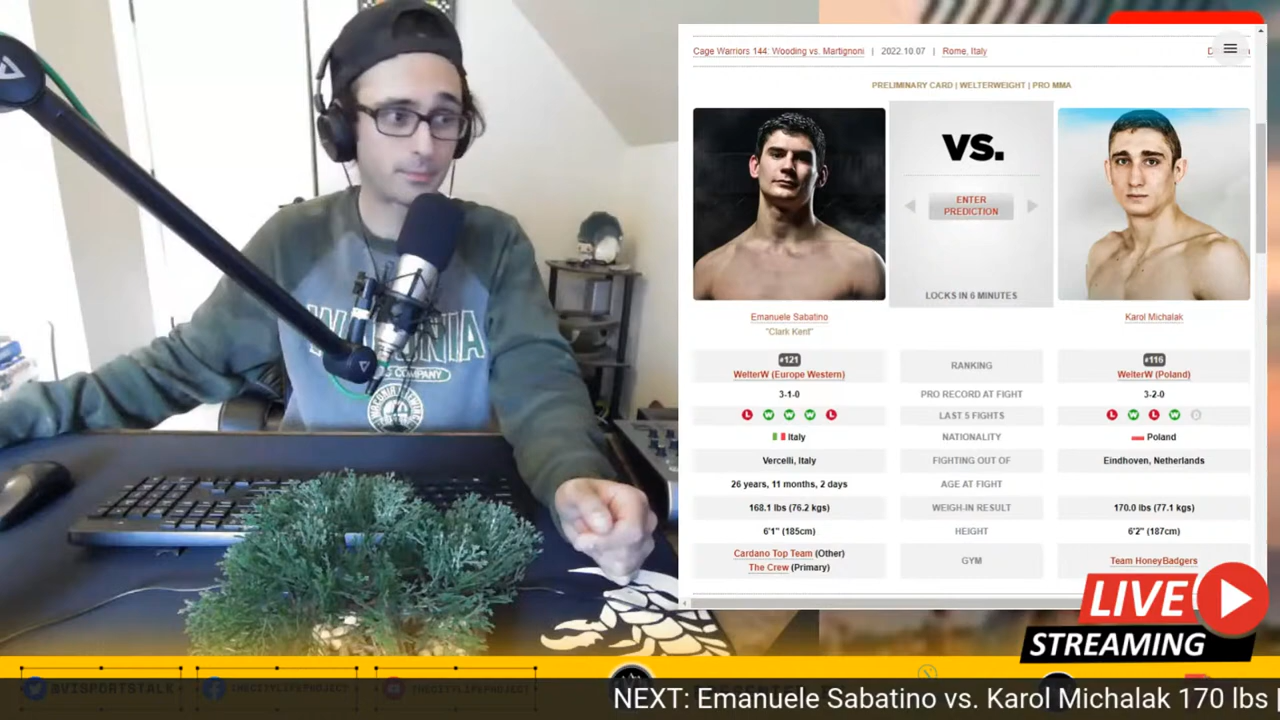 Cage Warriors 144: Wooding vs. Martignoni | 2022.10.07 | Rome, Italy
PRELIMINARY CARD | WELTERWEIGHT | PRO MMA
VS.
ENTER
PREDICTION
LOCKS IN 6 MINUTES
Emanuele Sabatino
"Clark Kent"
Karol Michalak
#121
WelterW (Europe Western)
RANKING
#116
WelterW (Poland)
3-1-0
PRO RECORD AT FIGHT
3-2-0
L W W W L
LAST 5 FIGHTS
L W L W
Italy
NATIONALITY
Poland
Vercelli, Italy
FIGHTING OUT OF
Eindhoven, Netherlands
26 years, 11 months, 2 days
AGE AT FIGHT
168.1 lbs (76.2 kgs)
WEIGH-IN RESULT
170.0 lbs (77.1 kgs)
6'1" (185cm)
HEIGHT
6'2" (187cm)
Cardano Top Team (Other)
The Crew (Primary)
GYM
Team HoneyBadgers
LIVE
STREAMING
@VISPORTSTALK
THECITYLIFEPROJECT
THECITYLIFEPROJECT
NEXT: Emanuele Sabatino vs. Karol Michalak 170 lbs